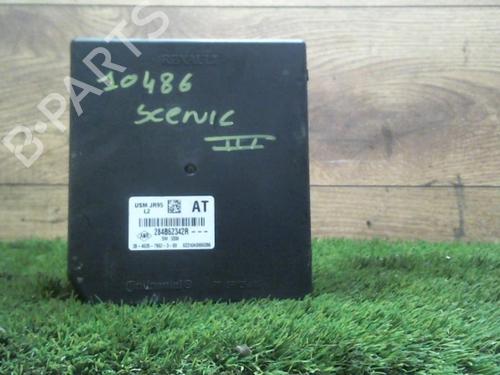 RENAULT
10486
scenic
III
USM JR95
L2
AT
284B62342R---
Continental
B-PARTS